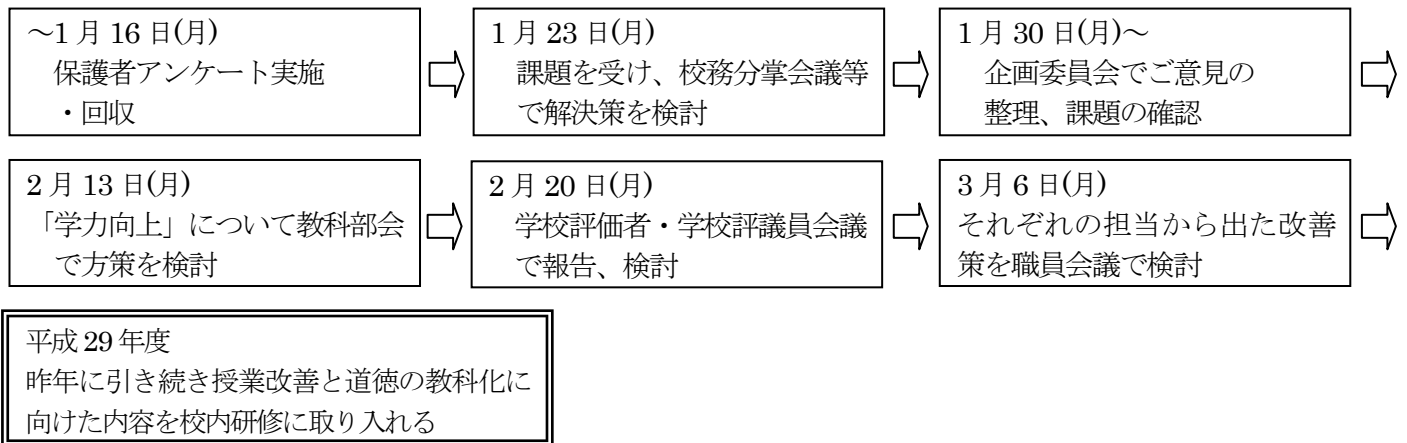 ～1月16日(月)
保護者アンケート実施
・回収
1月23日(月)
課題を受け、校務分掌会議等
で解決策を検討
1月30日(月)～
企画委員会でご意見の
整理、課題の確認
2月13日(月)
「学力向上」について教科部会
で方策を検討
2月20日(月)
学校評価者・学校評議員会議
で報告、検討
3月6日(月)
それぞれの担当から出た改善
策を職員会議で検討
平成29年度
昨年に引き続き授業改善と道徳の教科化に
向けた内容を校内研修に取り入れる